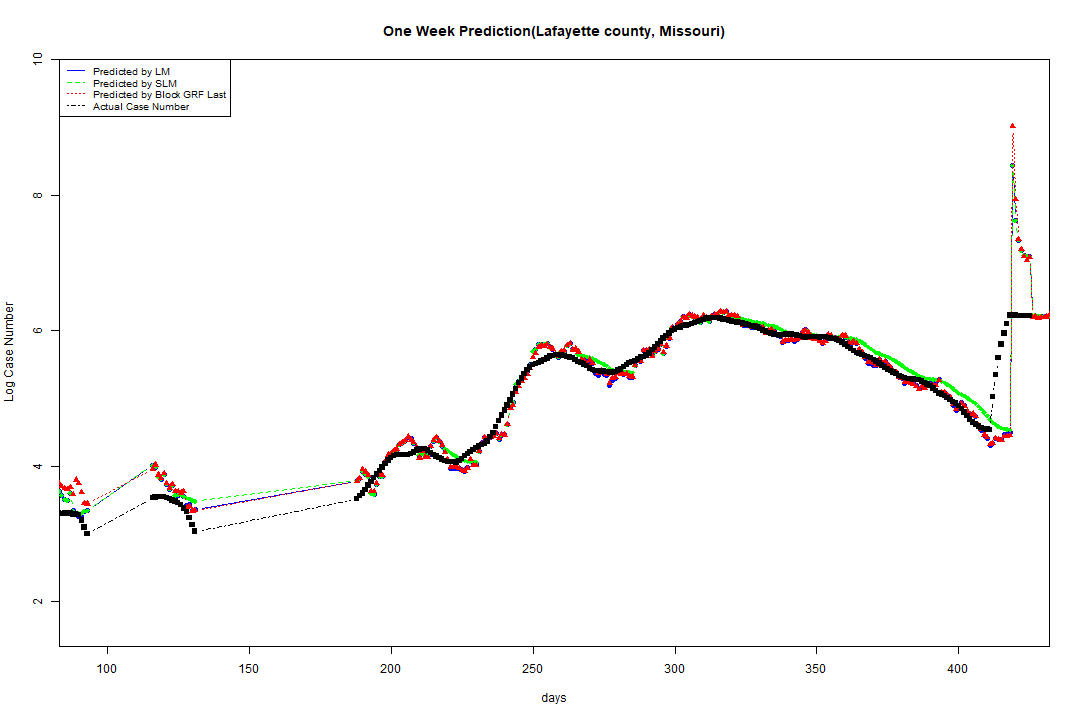 One Week Prediction(Lafayette county, Missouri)
Predicted by LM
Predicted by SLM
Predicted by Block GRF Last
Actual Case Number
Log Case Number
10
8
6
4
2
100 150 200 250 300 350 400
days